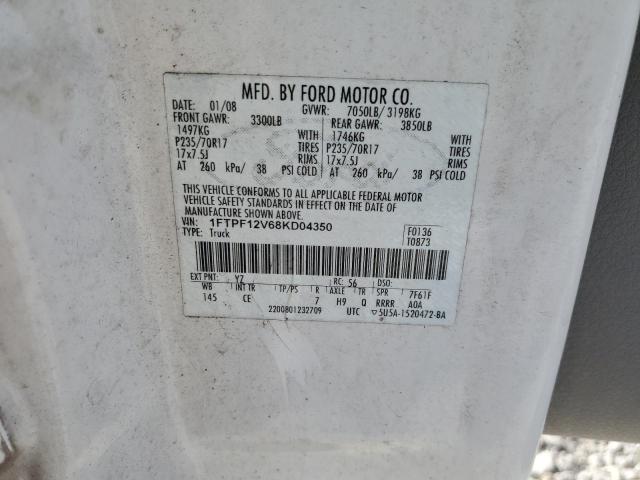 MFD. BY FORD MOTOR CO.
DATE: 01/08 GVWR: 7050LB/ 3198KG
FRONT GAWR: 3300LB REAR GAWR: 3850LB
1497KG WITH 1746KG WITH
P235/70R17 TIRES P235/70R17 TIRES
17x7.5J RIMS 17x7.5J RIMS
AT 260 kPa/ 38 PSI COLD AT 260 kPa/ 38 PSI COLD
THIS VEHICLE CONFORMS TO ALL APPLICABLE FEDERAL MOTOR
VEHICLE SAFETY STANDARDS IN EFFECT ON THE DATE OF
MANUFACTURE SHOWN ABOVE.
VIN: 1FTPF12V68KD04350 F0136
TYPE: Truck T0873
EXT PNT: YZ RC: 56 DSO:
WB INT TR TP/PS R AXLE TR SPR 7F61F
145 CE 7 H9 Q RRRR AOA
2200801232709 UTC ▽5U5A-1520472-BA